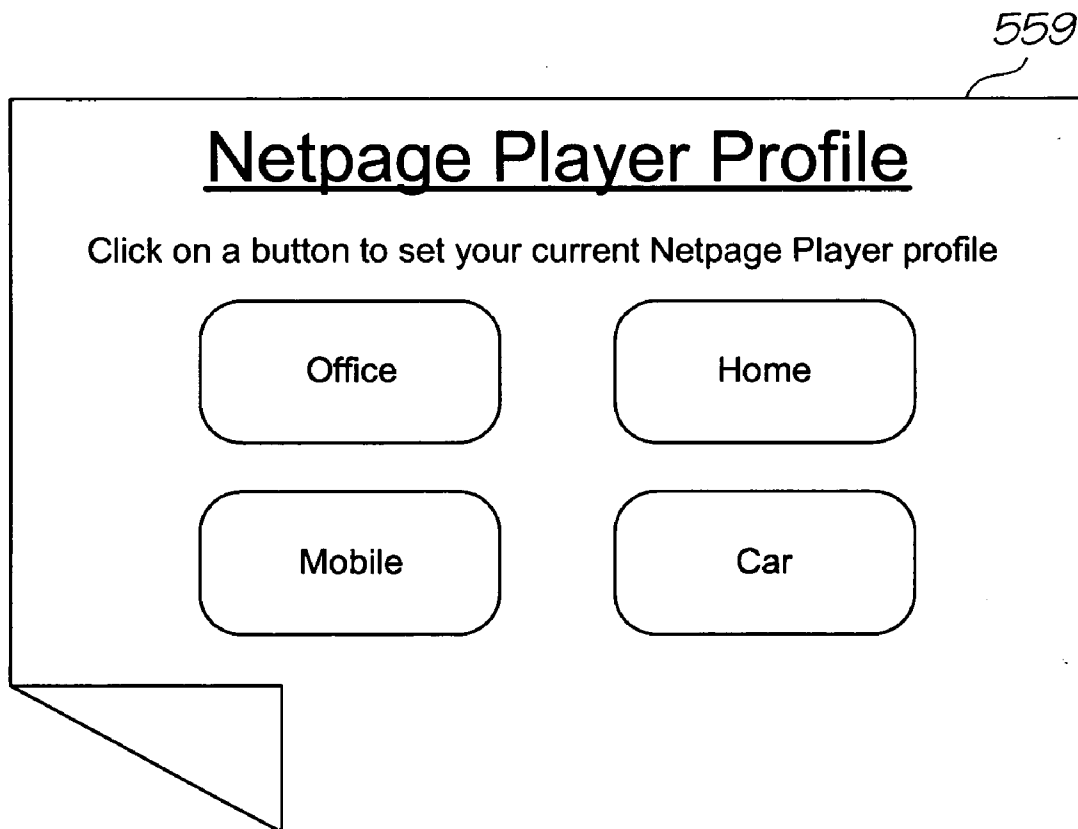 559
Netpage Player Profile
Click on a button to set your current Netpage Player profile
Office Home
Mobile Car